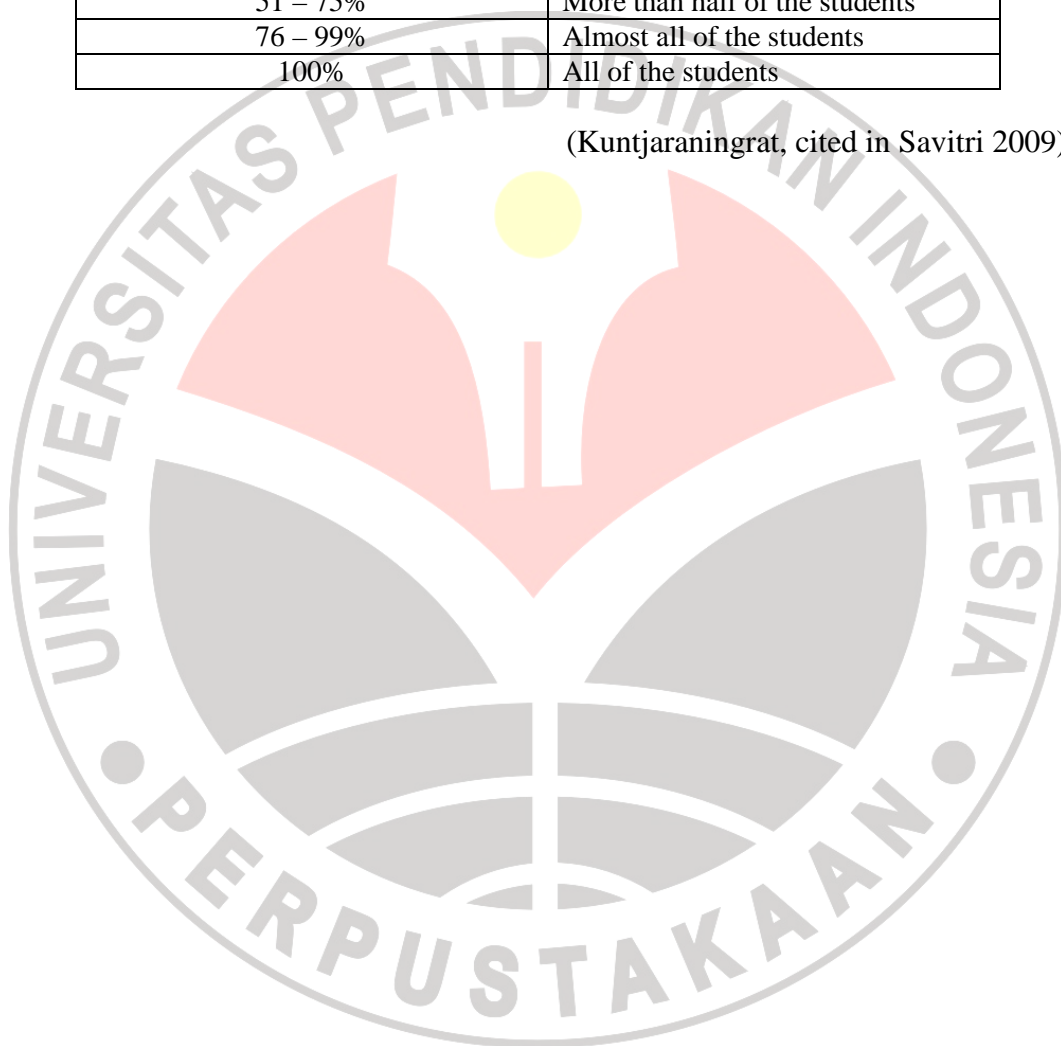 51 – 75% More than half of the students
76 – 99% Almost all of the students
100% All of the students
(Kuntjaraningrat, cited in Savitri 2009)
UNIVERSITAS PENDIDIKAN INDONESIA
• PERPUSTAKAAN •